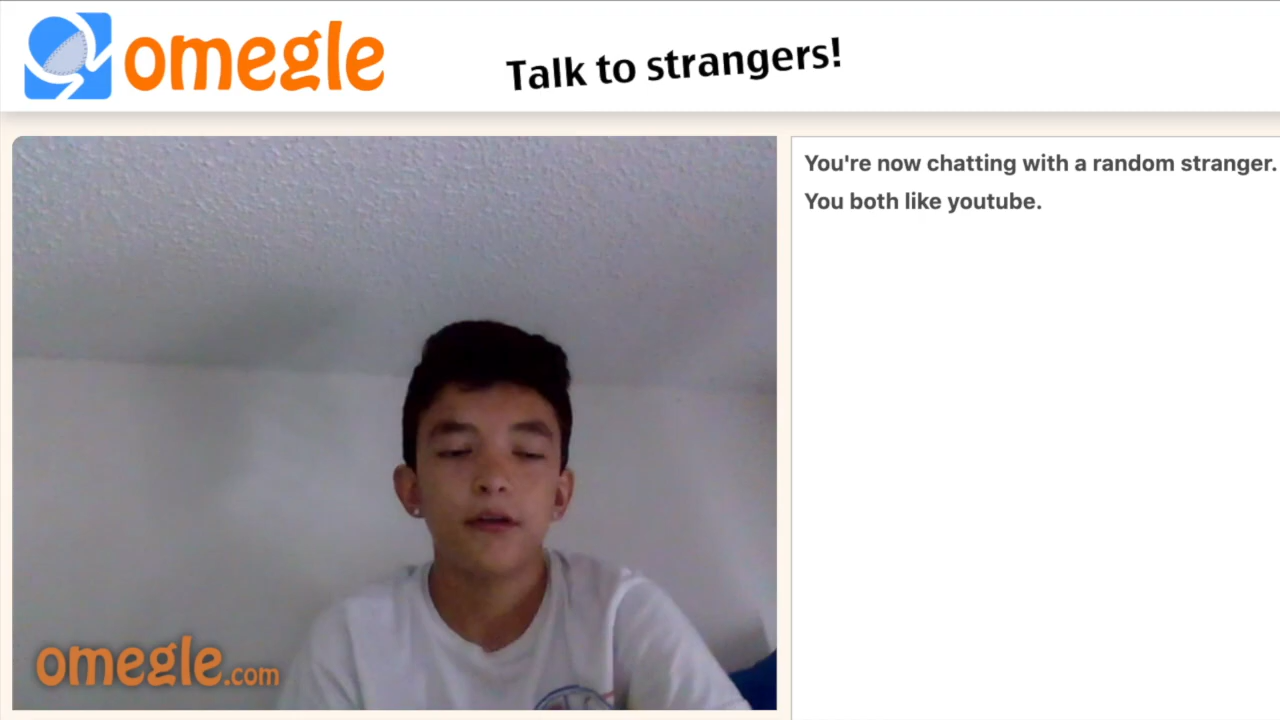 omegle
Talk to strangers!
You're now chatting with a random stranger.
You both like youtube.
omegle.com